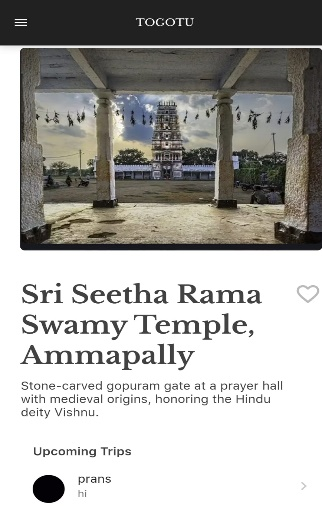 TOGOTU
Sri Seetha Rama
Swamy Temple,
Ammapally
Stone-carved gopuram gate at a prayer hall
with medieval origins, honoring the Hindu
deity Vishnu.
Upcoming Trips
prans
hi